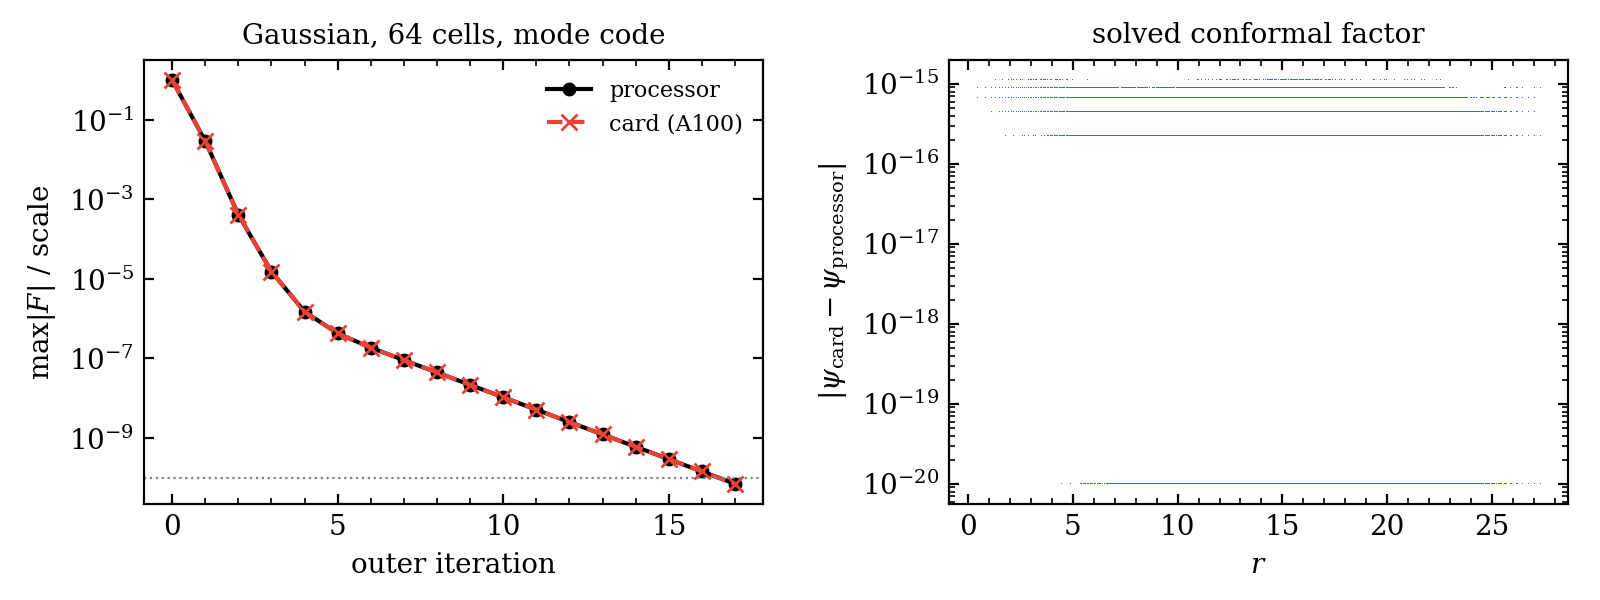 Gaussian, 64 cells, mode code
max|F| / scale
10⁻¹
10⁻³
10⁻⁵
10⁻⁷
10⁻⁹
processor
card (A100)
0 5 10 15
outer iteration
solved conformal factor
|ψ_card − ψ_processor|
10⁻¹⁵
10⁻¹⁶
10⁻¹⁷
10⁻¹⁸
10⁻¹⁹
10⁻²⁰
0 5 10 15 20 25
r